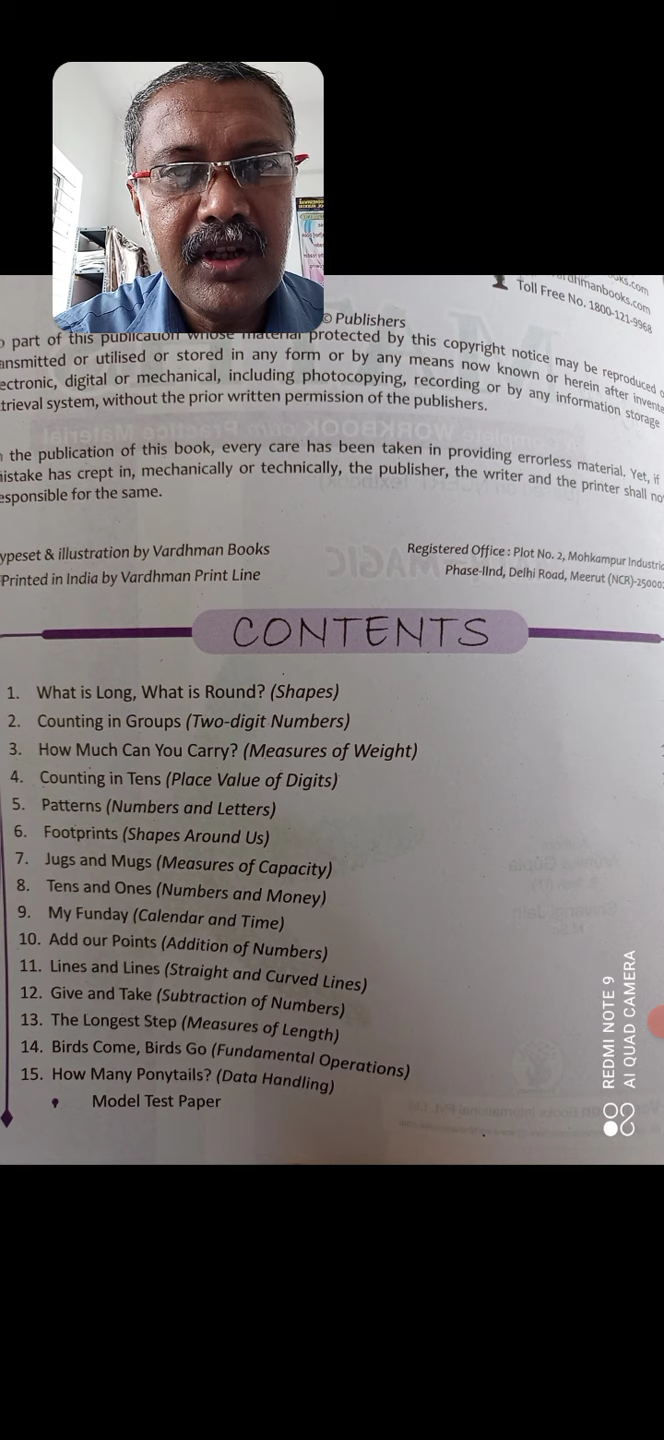 dhmanbooks.com
Toll Free No. 1800-121-9968
© Publishers
part of this publication whose material protected by this copyright notice may be reproduced
ansmitted or utilised or stored in any form or by any means now known or herein after invente
ectronic, digital or mechanical, including photocopying, recording or by any information storage
trieval system, without the prior written permission of the publishers.
the publication of this book, every care has been taken in providing errorless material. Yet, if
istake has crept in, mechanically or technically, the publisher, the writer and the printer shall no
esponsible for the same.
ypeset & illustration by Vardhman Books
Printed in India by Vardhman Print Line
Registered Office : Plot No. 2, Mohkampur Industria
Phase-IInd, Delhi Road, Meerut (NCR)-25000
CONTENTS
1. What is Long, What is Round? (Shapes)
2. Counting in Groups (Two-digit Numbers)
3. How Much Can You Carry? (Measures of Weight)
4. Counting in Tens (Place Value of Digits)
5. Patterns (Numbers and Letters)
6. Footprints (Shapes Around Us)
7. Jugs and Mugs (Measures of Capacity)
8. Tens and Ones (Numbers and Money)
9. My Funday (Calendar and Time)
10. Add our Points (Addition of Numbers)
11. Lines and Lines (Straight and Curved Lines)
12. Give and Take (Subtraction of Numbers)
13. The Longest Step (Measures of Length)
14. Birds Come, Birds Go (Fundamental Operations)
15. How Many Ponytails? (Data Handling)
Model Test Paper
REDMI NOTE 9
AI QUAD CAMERA